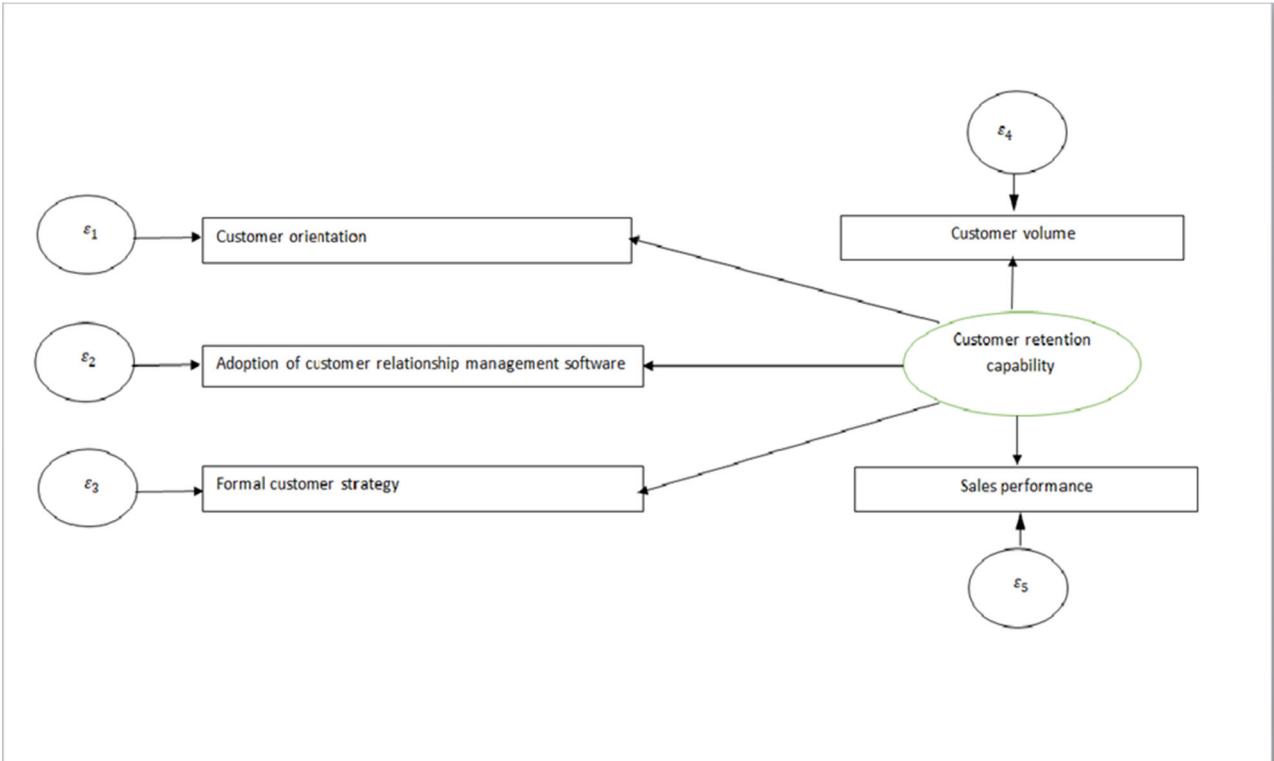 ε4
ε1
Customer orientation
Customer volume
ε2
Adoption of customer relationship management software
Customer retention
capability
ε3
Formal customer strategy
Sales performance
ε5